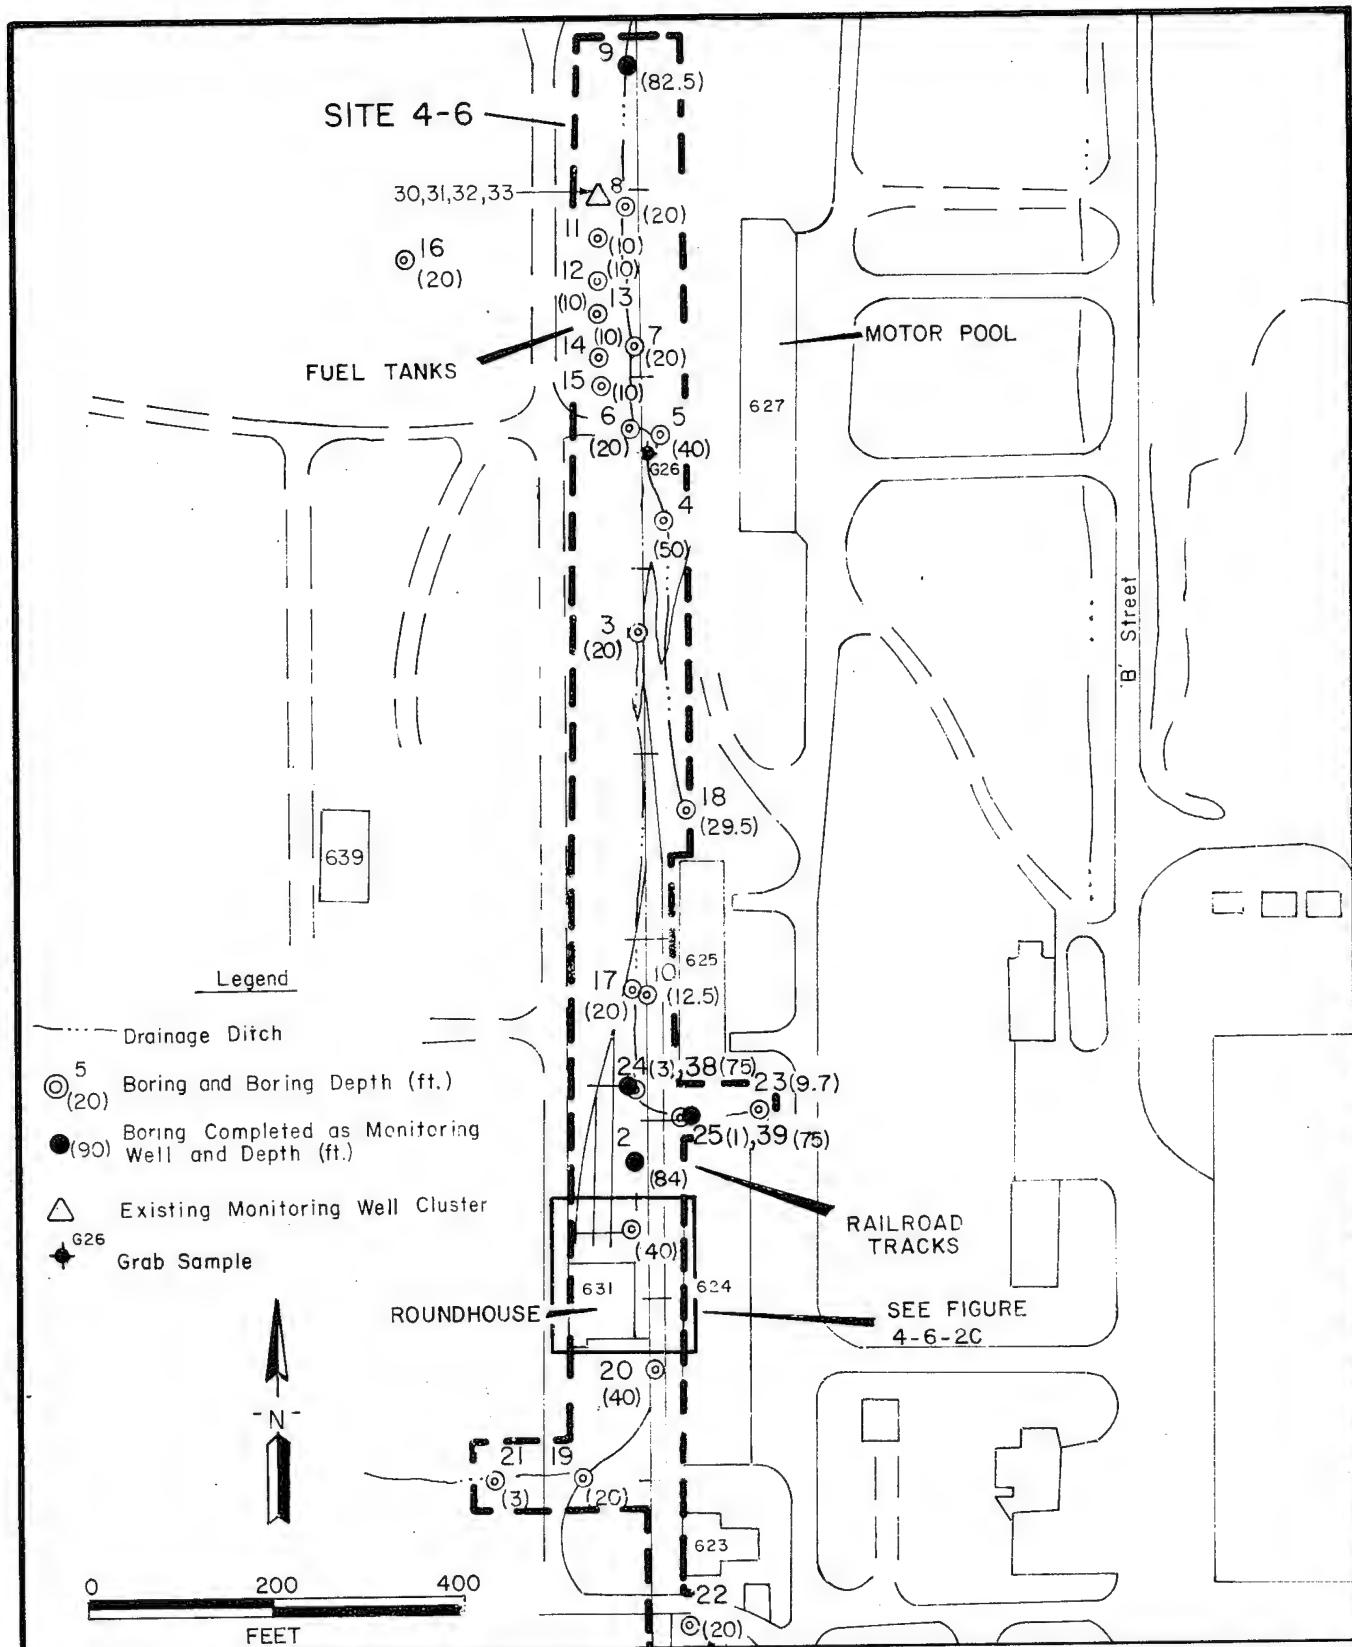 9
(82.5)
SITE 4-6
30,31,32,33
8
(20)
11
(10)
16
(20)
12
(10)
13
(10)
MOTOR POOL
14
(10)
7
(20)
FUEL TANKS
15
(10)
627
6
(20)
5
(40)
G26
4
(50)
'B' Street
3
(20)
18
(29.5)
639
625
Legend
17
(20)
10
(12.5)
Drainage Ditch
5
(20)
Boring and Boring Depth (ft.)
24(3),38(75)
23(9.7)
(90)
Boring Completed as Monitoring
Well and Depth (ft.)
25(1),39(75)
2
(84)
Existing Monitoring Well Cluster
G26
Grab Sample
RAILROAD
TRACKS
(40)
631
624
ROUNDHOUSE
SEE FIGURE
4-6-2C
20
(40)
N
21
(3)
19
(20)
623
22
(20)
0
200
400
FEET